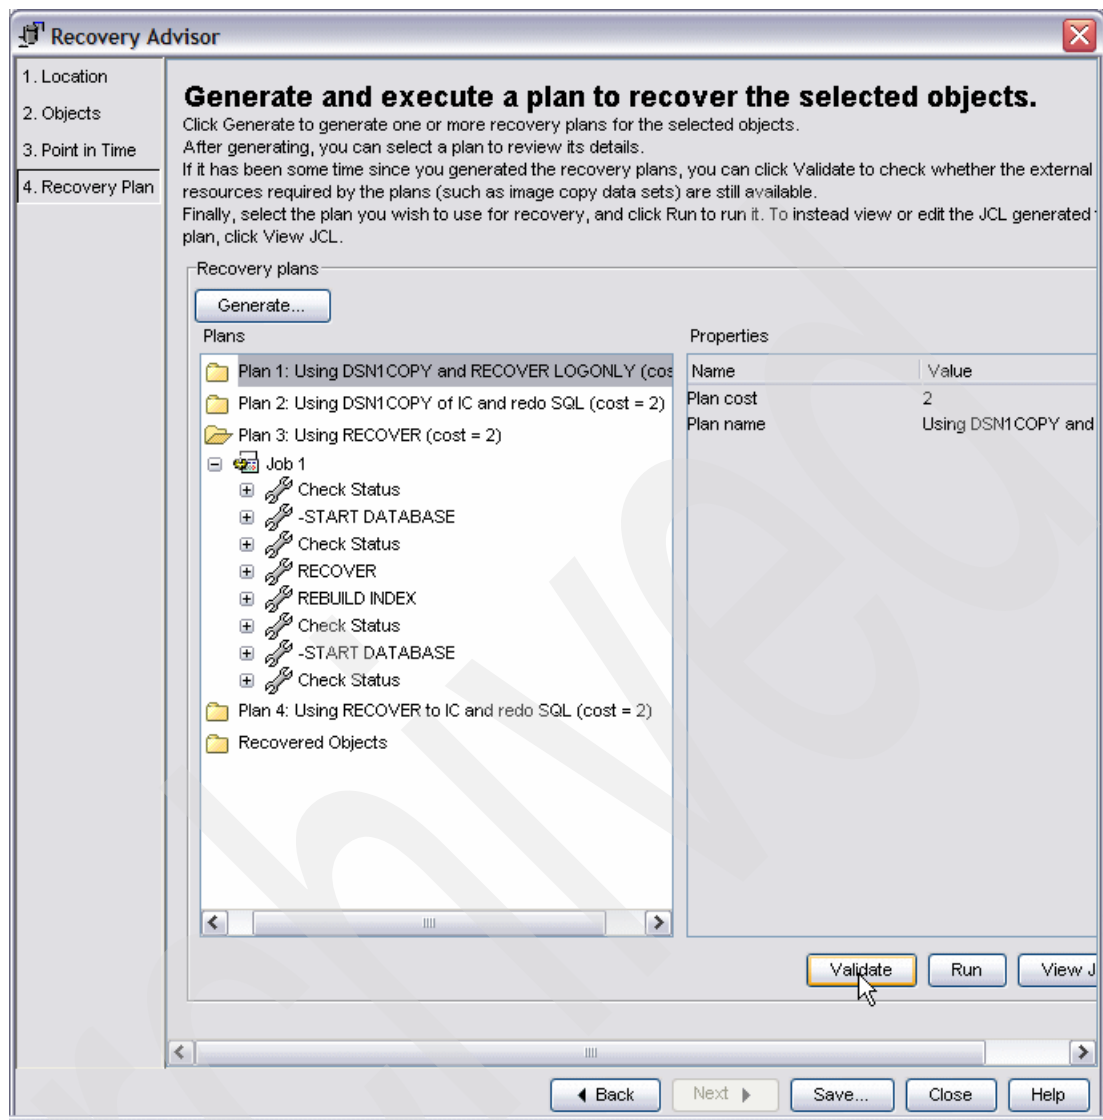 Recovery Advisor
1. Location
2. Objects
3. Point in Time
4. Recovery Plan
Generate and execute a plan to recover the selected objects.
Click Generate to generate one or more recovery plans for the selected objects.
After generating, you can select a plan to review its details.
If it has been some time since you generated the recovery plans, you can click Validate to check whether the external
resources required by the plans (such as image copy data sets) are still available.
Finally, select the plan you wish to use for recovery, and click Run to run it. To instead view or edit the JCL generated
plan, click View JCL.
Recovery plans
Generate...
Plans
Plan 1: Using DSN1COPY and RECOVER LOGONLY (cos
Plan 2: Using DSN1COPY of IC and redo SQL (cost = 2)
Plan 3: Using RECOVER (cost = 2)
Job 1
Check Status
-START DATABASE
Check Status
RECOVER
REBUILD INDEX
Check Status
-START DATABASE
Check Status
Plan 4: Using RECOVER to IC and redo SQL (cost = 2)
Recovered Objects
Properties
Name Value
Plan cost 2
Plan name Using DSN1COPY and
Validate Run View J
Back Next Save... Close Help
hived